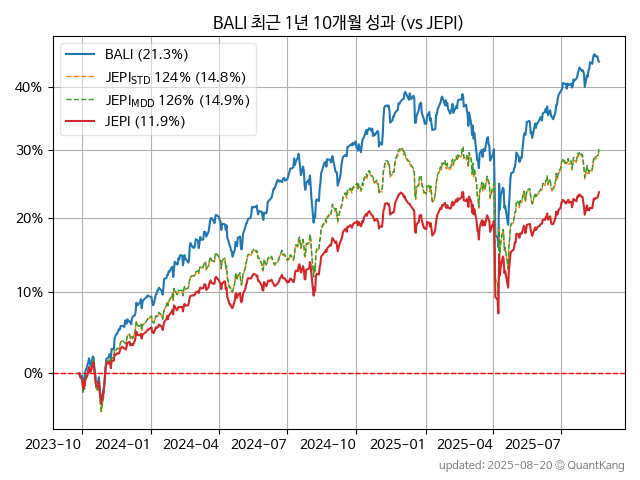 BALI 최근 1년 10개월 성과 (vs JEPI)
BALI (21.3%)
JEPI_STD 124% (14.8%)
JEPI_MDD 126% (14.9%)
JEPI (11.9%)
40%
30%
20%
10%
0%
2023-10 2024-01 2024-04 2024-07 2024-10 2025-01 2025-04 2025-07
updated: 2025-08-20 © QuantKang